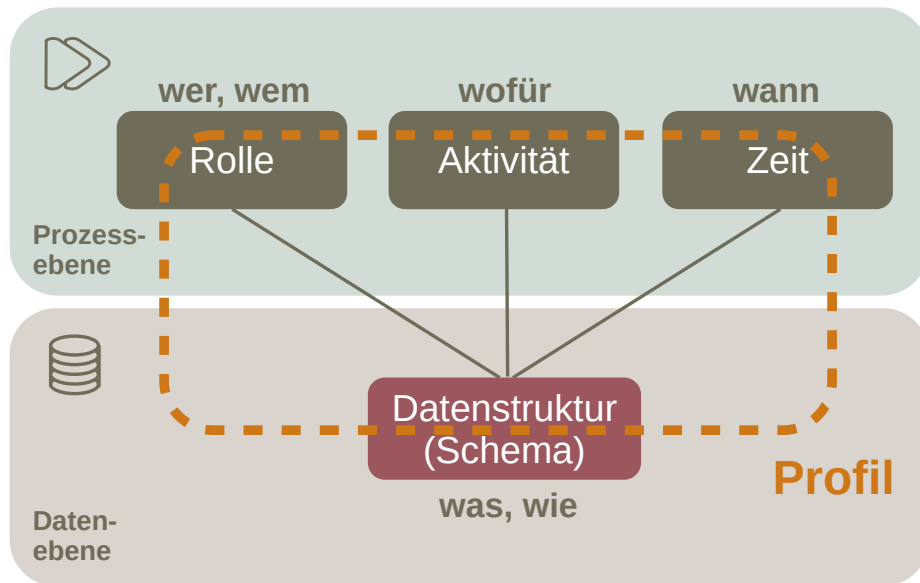 wer, wem
wofür
wann
Rolle
Aktivität
Zeit
Prozess-
ebene
Datenstruktur
(Schema)
Profil
was, wie
Daten-
ebene